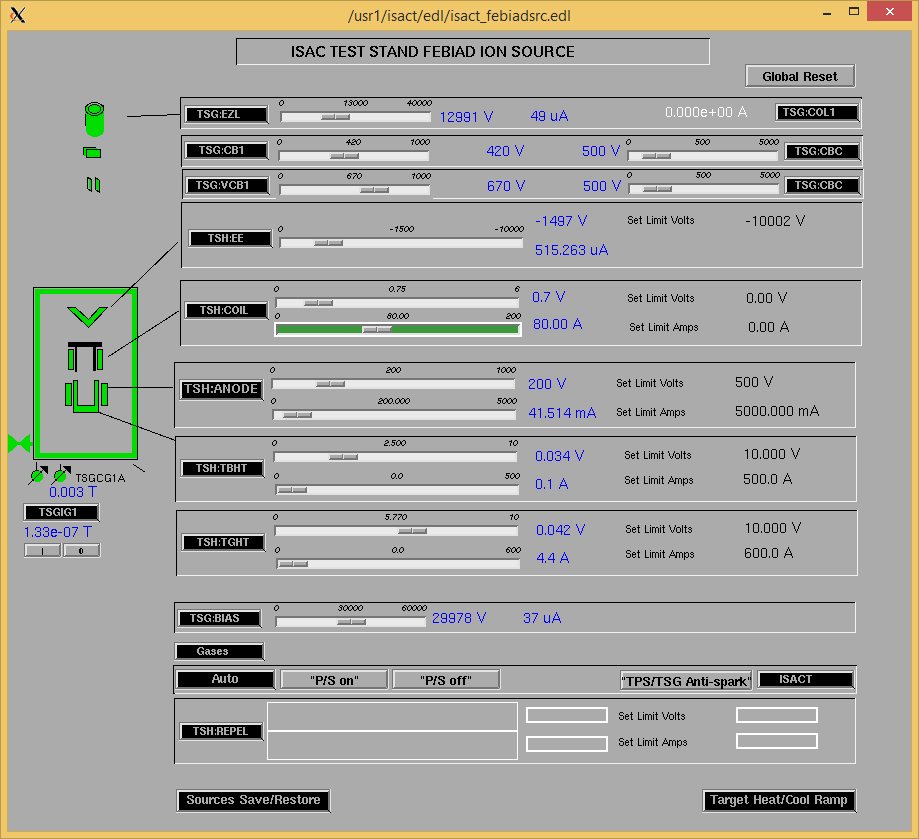 /usr1/isact/edl/isact_febiadsrc.edl
ISAC TEST STAND FEBIAD ION SOURCE
Global Reset
TSG:EZL 0 13000 40000 12991 V 49 uA 0.000e+00 A TSG:COL1
TSG:CB1 0 420 1000 420 V 500 V 0 500 5000 TSG:CBC
TSG:VCB1 0 670 1000 670 V 500 V 0 500 5000 TSG:CBC
-1497 V Set Limit Volts -10002 V
TSH:EE 0 -1500 -10000
515.263 uA
0 0.75 6 0.7 V Set Limit Volts 0.00 V
TSH:COIL
0 80.00 200 80.00 A Set Limit Amps 0.00 A
0 200 1000 200 V Set Limit Volts 500 V
TSH:ANODE
0 200.000 5000 41.514 mA Set Limit Amps 5000.000 mA
0 2.500 10 0.034 V Set Limit Volts 10.000 V
TSH:TBHT
0 0.0 500 0.1 A Set Limit Amps 500.0 A
TSGCG1A
0.003 T
TSGIG1
1.33e-07 T
I 0
0 5.770 10 0.042 V Set Limit Volts 10.000 V
TSH:TGHT
0 0.0 600 4.4 A Set Limit Amps 600.0 A
TSG:BIAS 0 30000 60000 29978 V 37 uA
Gases
Auto "P/S on" "P/S off" "TPS/TSG Anti-spark" ISACT
Set Limit Volts
TSH:REPEL
Set Limit Amps
Sources Save/Restore Target Heat/Cool Ramp